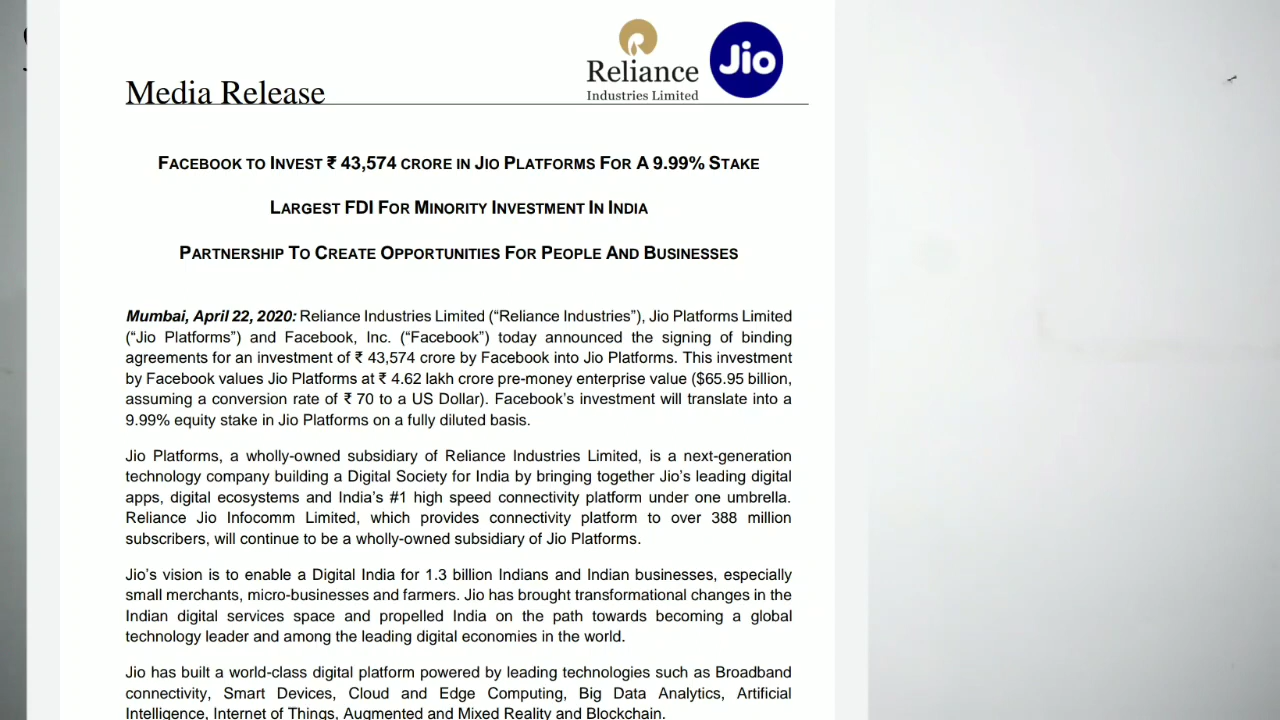 Reliance
Industries Limited
Jio
Media Release
FACEBOOK TO INVEST ₹ 43,574 CRORE IN JIO PLATFORMS FOR A 9.99% STAKE
LARGEST FDI FOR MINORITY INVESTMENT IN INDIA
PARTNERSHIP TO CREATE OPPORTUNITIES FOR PEOPLE AND BUSINESSES
Mumbai, April 22, 2020: Reliance Industries Limited (“Reliance Industries”), Jio Platforms Limited
(“Jio Platforms”) and Facebook, Inc. (“Facebook”) today announced the signing of binding
agreements for an investment of ₹ 43,574 crore by Facebook into Jio Platforms. This investment
by Facebook values Jio Platforms at ₹ 4.62 lakh crore pre-money enterprise value ($65.95 billion,
assuming a conversion rate of ₹ 70 to a US Dollar). Facebook’s investment will translate into a
9.99% equity stake in Jio Platforms on a fully diluted basis.
Jio Platforms, a wholly-owned subsidiary of Reliance Industries Limited, is a next-generation
technology company building a Digital Society for India by bringing together Jio’s leading digital
apps, digital ecosystems and India’s #1 high speed connectivity platform under one umbrella.
Reliance Jio Infocomm Limited, which provides connectivity platform to over 388 million
subscribers, will continue to be a wholly-owned subsidiary of Jio Platforms.
Jio’s vision is to enable a Digital India for 1.3 billion Indians and Indian businesses, especially
small merchants, micro-businesses and farmers. Jio has brought transformational changes in the
Indian digital services space and propelled India on the path towards becoming a global
technology leader and among the leading digital economies in the world.
Jio has built a world-class digital platform powered by leading technologies such as Broadband
connectivity, Smart Devices, Cloud and Edge Computing, Big Data Analytics, Artificial
Intelligence, Internet of Things, Augmented and Mixed Reality and Blockchain.